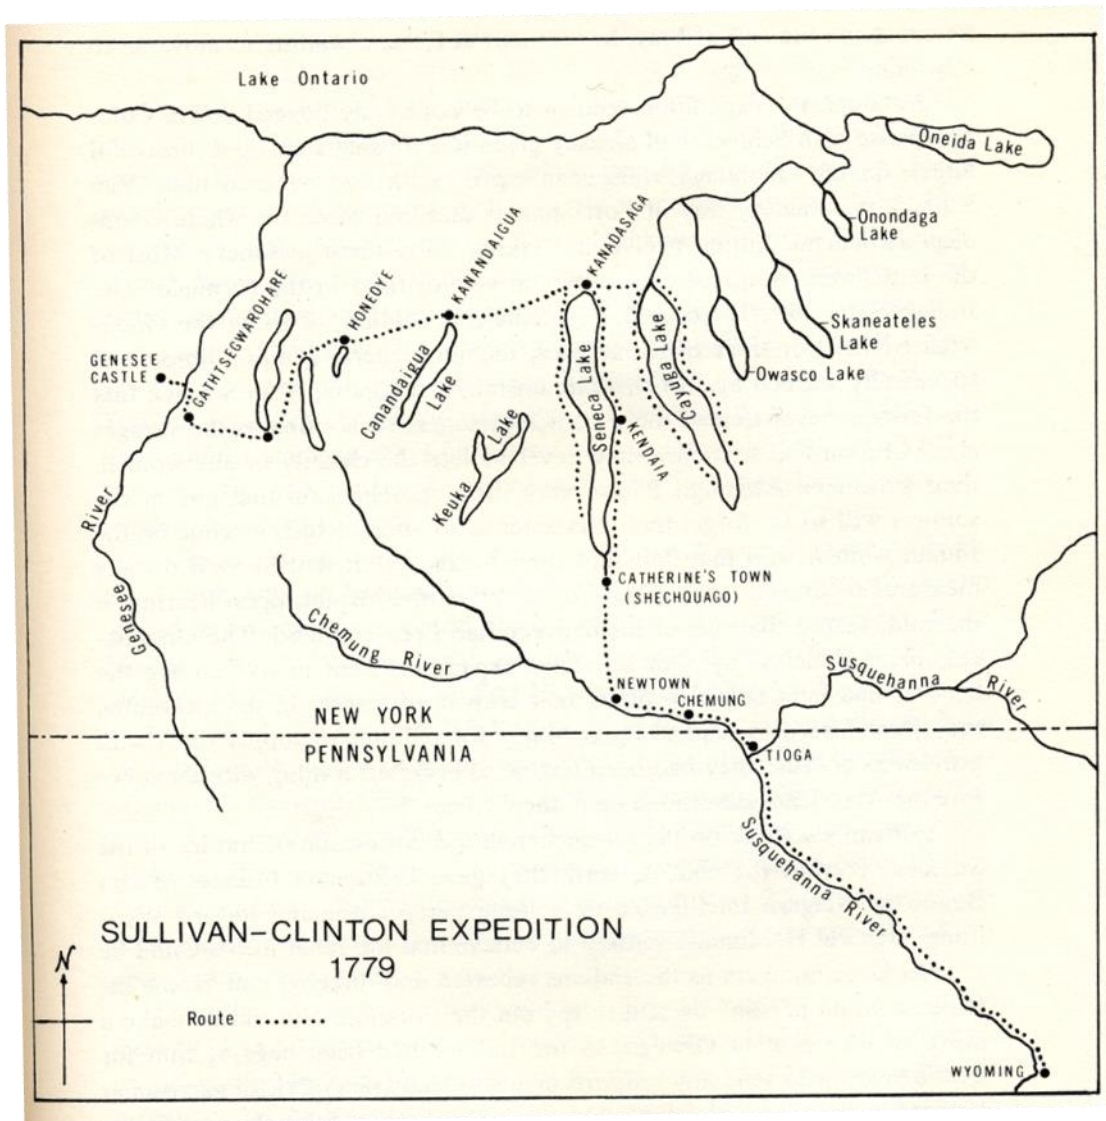 Lake Ontario
Oneida Lake
Onondaga
Lake
KANADASAGA
KANANDAIGUA
HONEOYE
GATHTSEGWAROHARE
GENESEE
CASTLE
Skaneateles
Lake
Owasco Lake
Cayuga Lake
Seneca Lake
Canandaigua
Lake
Keuka Lake
KENDAIA
CATHERINE'S TOWN
(SHECHQUAGO)
Genesee River
Chemung River
NEWTOWN
CHEMUNG
Susquehanna River
NEW YORK
PENNSYLVANIA
TIOGA
Susquehanna River
SULLIVAN-CLINTON EXPEDITION
1779
N
Route ..........
WYOMING